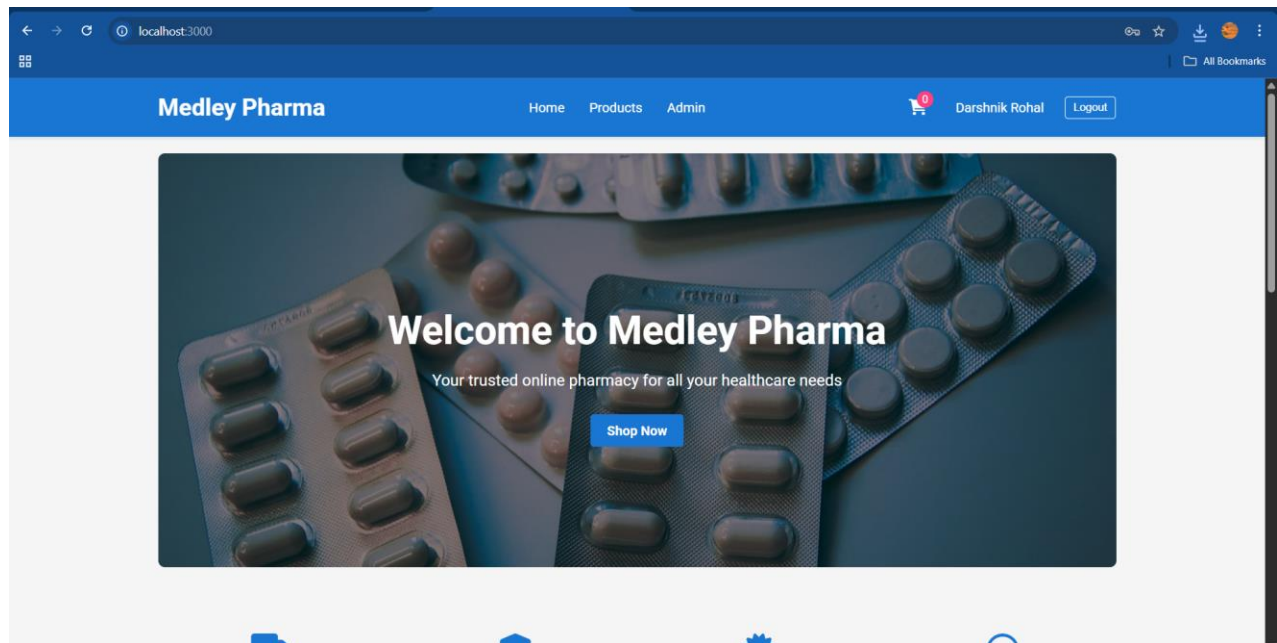 localhost:3000
All Bookmarks
Medley Pharma
Home Products Admin
0
Darshnik Rohal
Logout
Welcome to Medley Pharma
Your trusted online pharmacy for all your healthcare needs
Shop Now